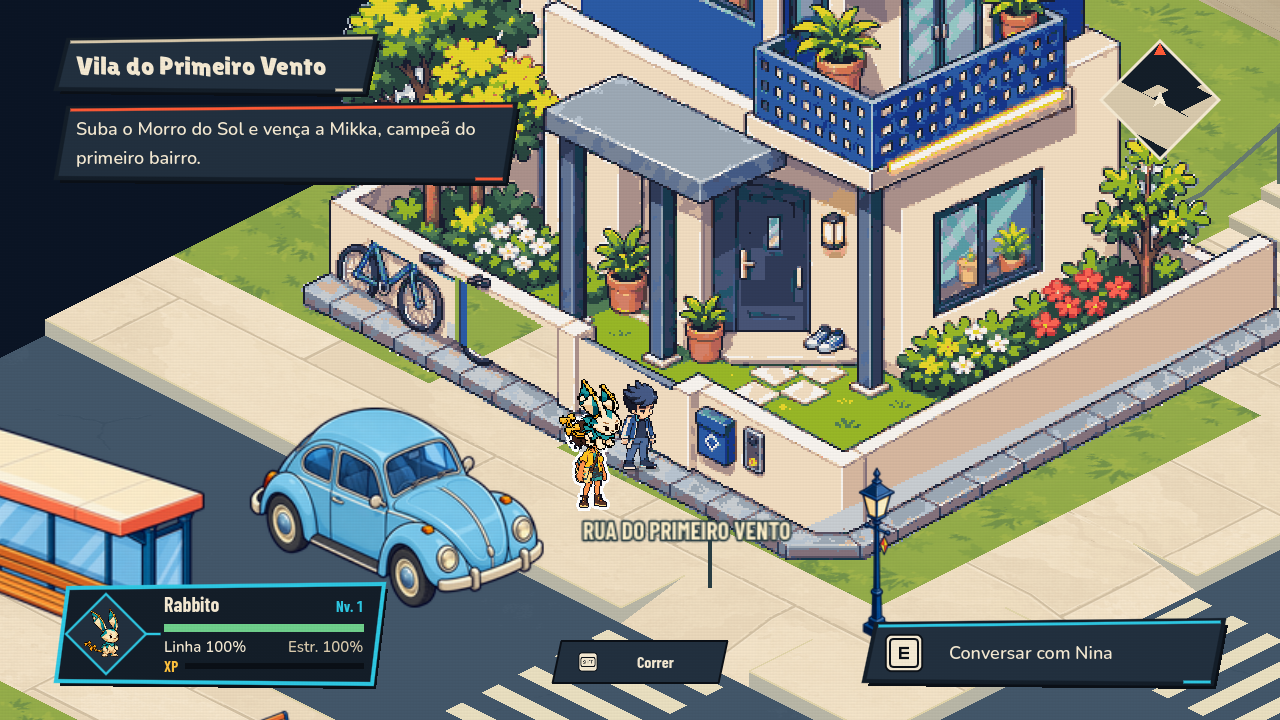 Vila do Primeiro Vento
Suba o Morro do Sol e vença a Mikka, campeã do
primeiro bairro.
RUA DO PRIMEIRO VENTO
Rabbito
Nv. 1
Linha 100%
Estr. 100%
XP
Correr
E
Conversar com Nina